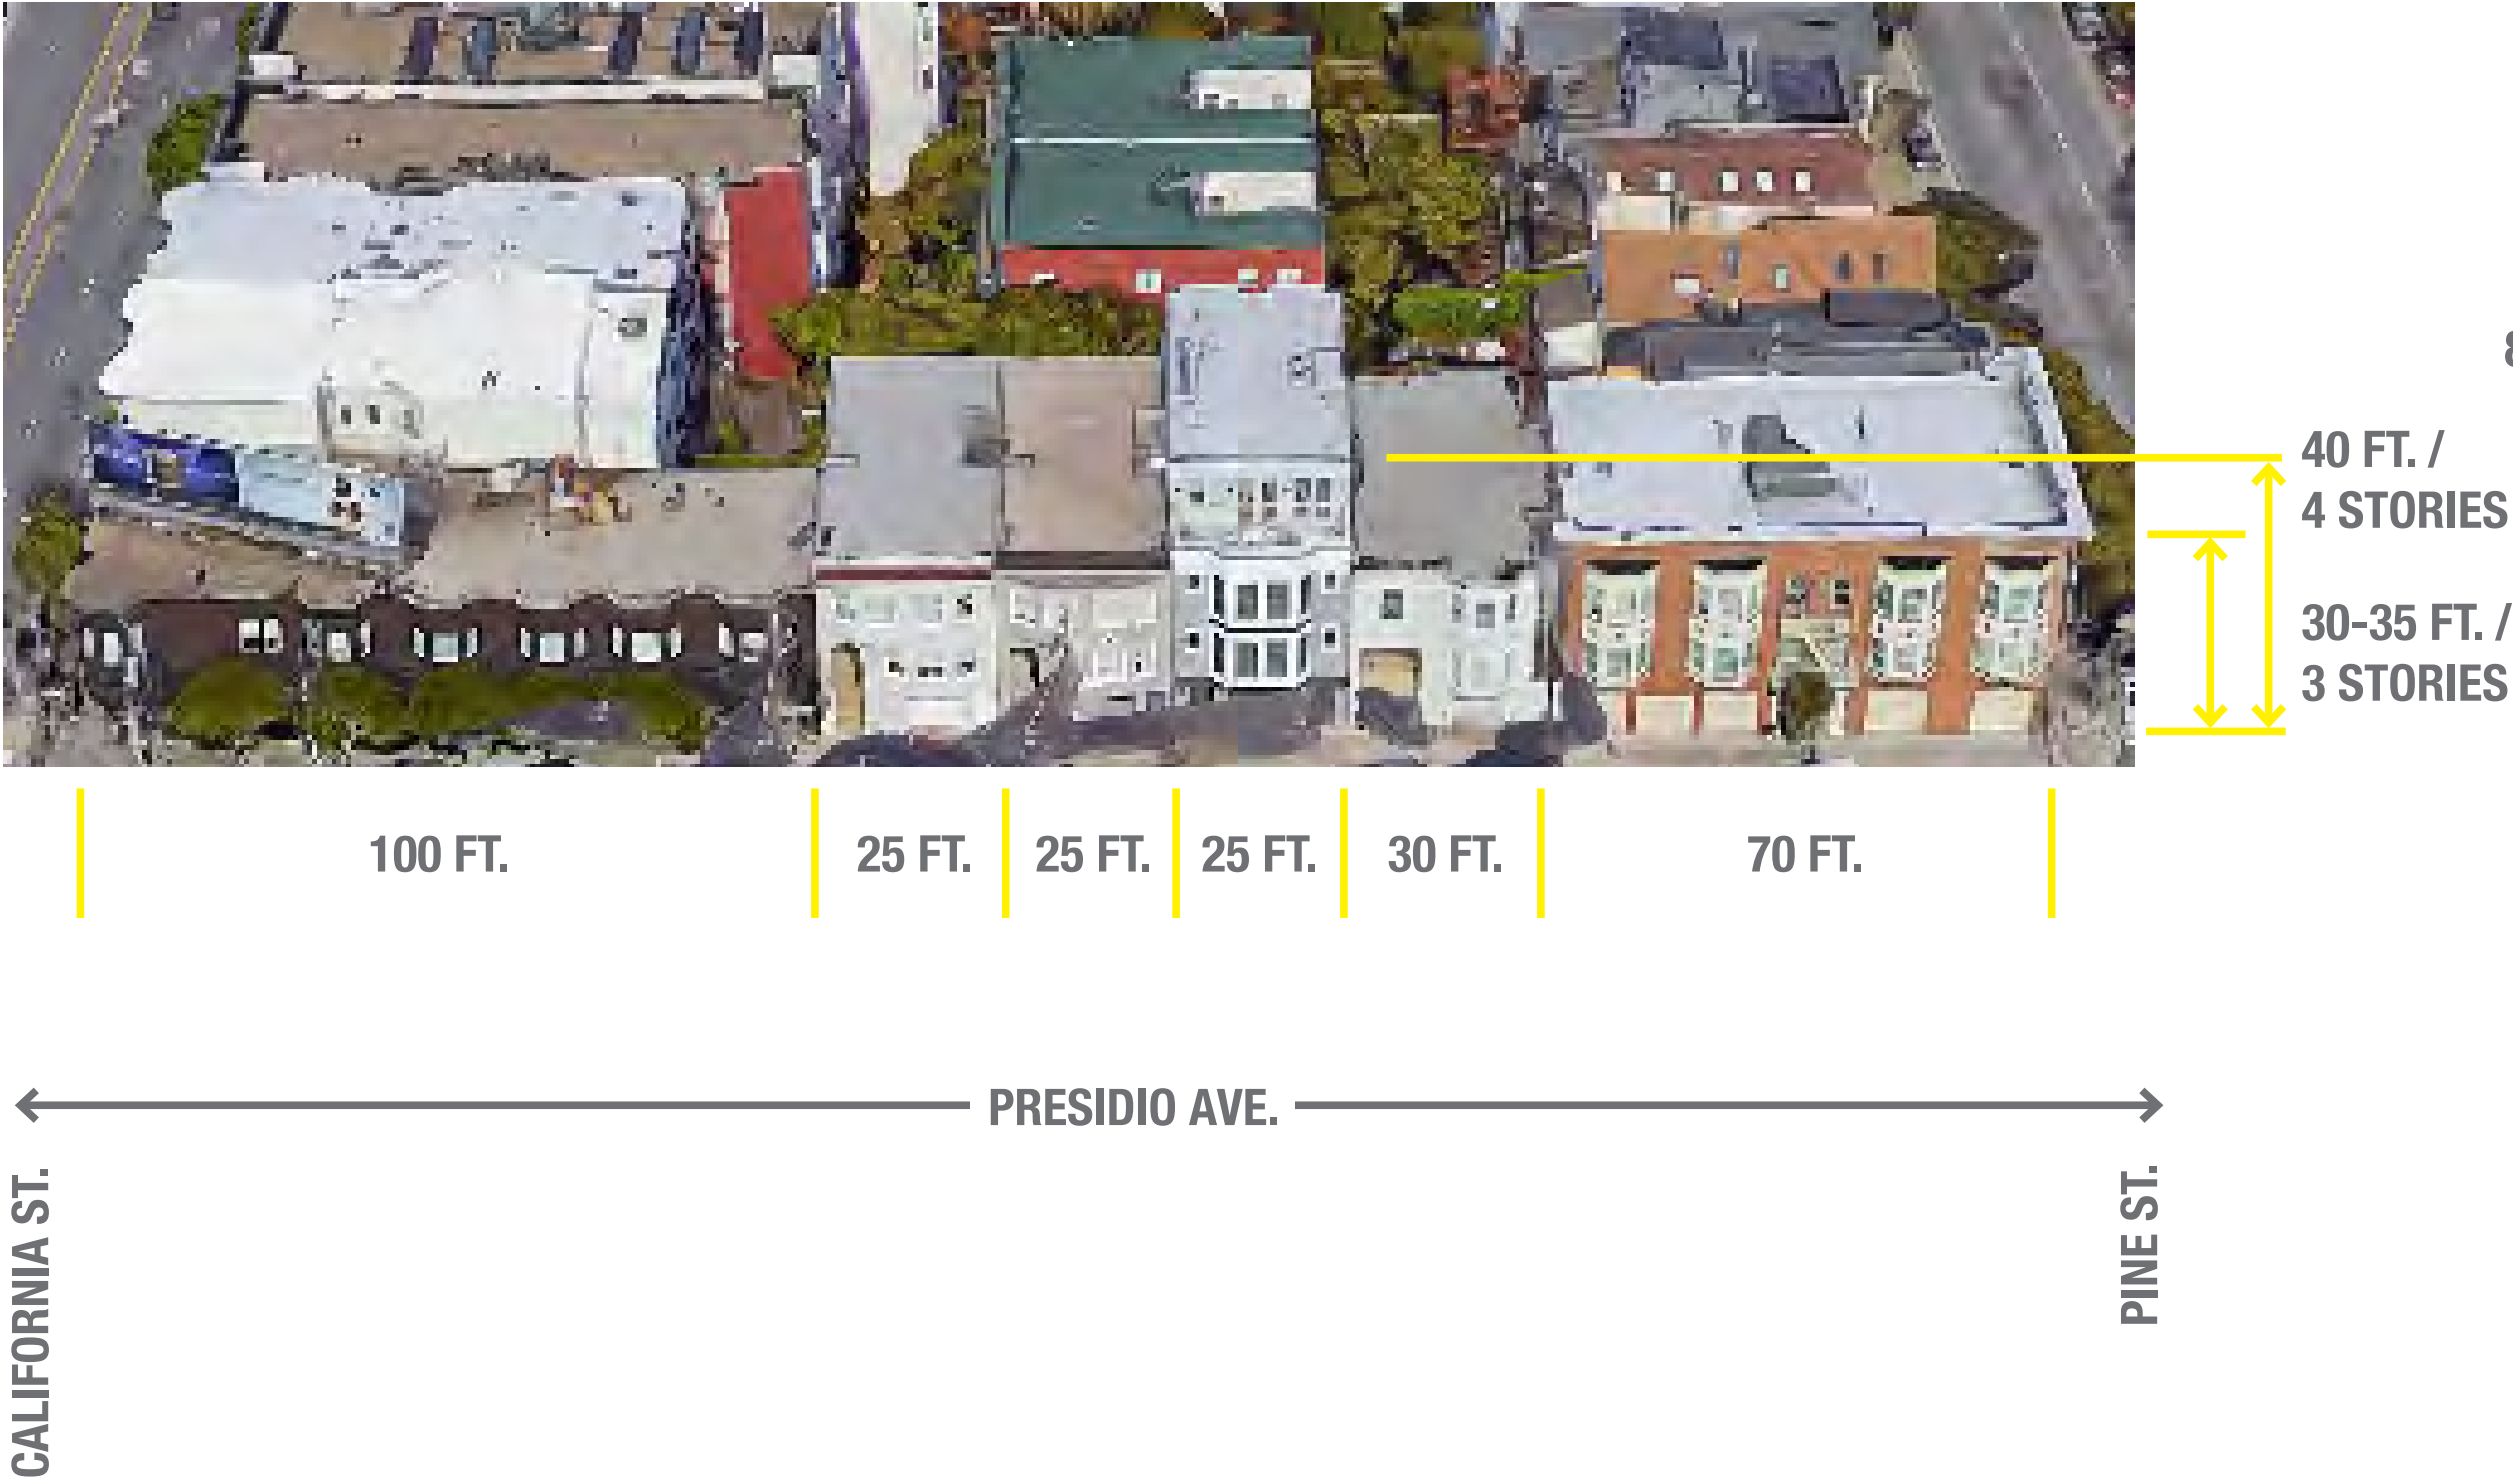 40 FT. /
4 STORIES
30-35 FT. /
3 STORIES
100 FT.
25 FT.
25 FT.
25 FT.
30 FT.
70 FT.
PRESIDIO AVE.
CALIFORNIA ST.
PINE ST.